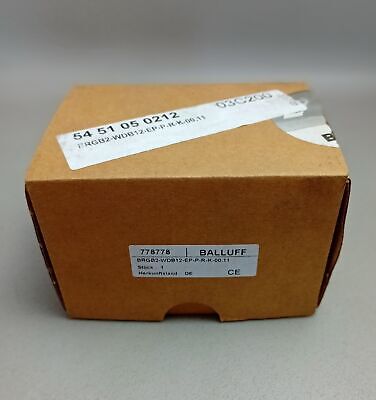 54 51 05 0212
03C200
BRGB2-WDB12-EP-P-R-K-00,11
B
778778 BALLUFF
BRGB2-WDB12-EP-P-R-K-00,11
Stück : 1
Herkunftsland DE
CE